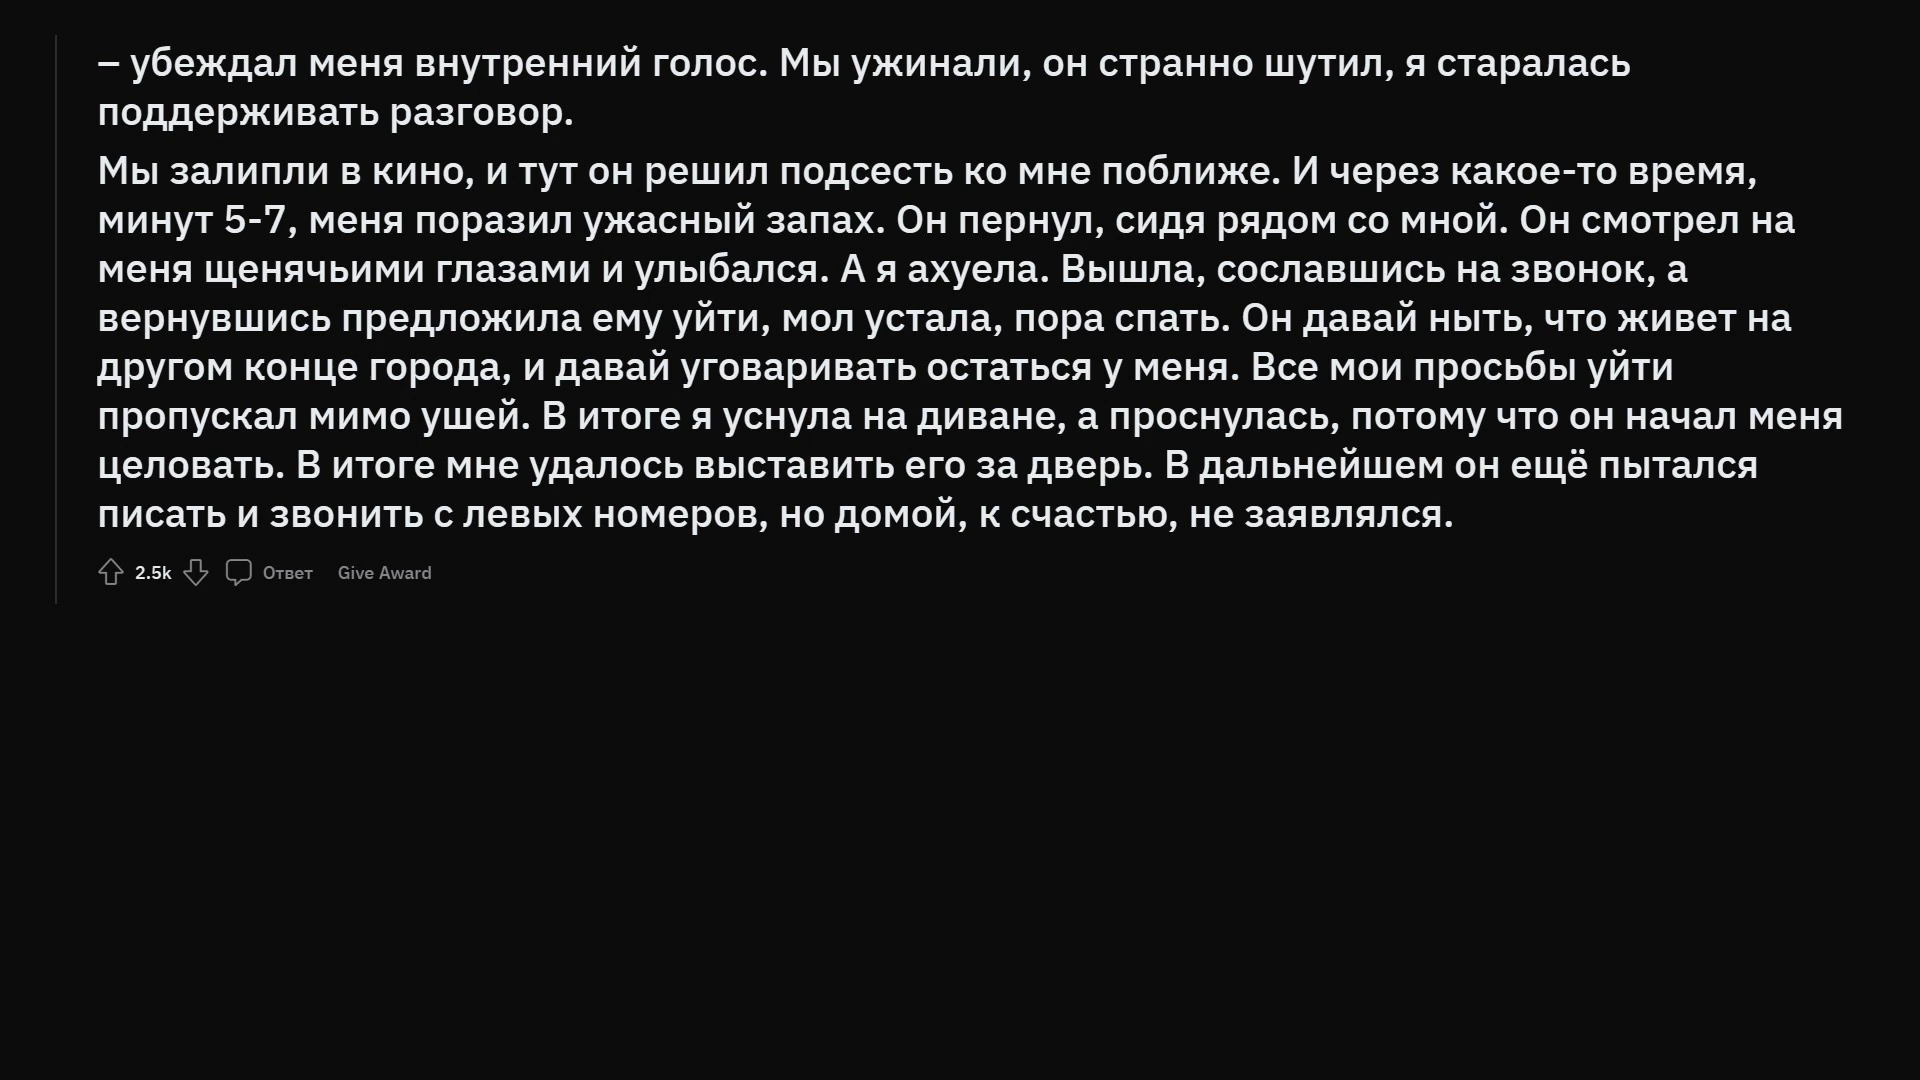 – убеждал меня внутренний голос. Мы ужинали, он странно шутил, я старалась
поддерживать разговор.
Мы залипли в кино, и тут он решил подсесть ко мне поближе. И через какое-то время,
минут 5-7, меня поразил ужасный запах. Он пернул, сидя рядом со мной. Он смотрел на
меня щенячьими глазами и улыбался. А я ахуела. Вышла, сославшись на звонок, а
вернувшись предложила ему уйти, мол устала, пора спать. Он давай ныть, что живет на
другом конце города, и давай уговаривать остаться у меня. Все мои просьбы уйти
пропускал мимо ушей. В итоге я уснула на диване, а проснулась, потому что он начал меня
целовать. В итоге мне удалось выставить его за дверь. В дальнейшем он ещё пытался
писать и звонить с левых номеров, но домой, к счастью, не заявлялся.
2.5k Ответ Give Award